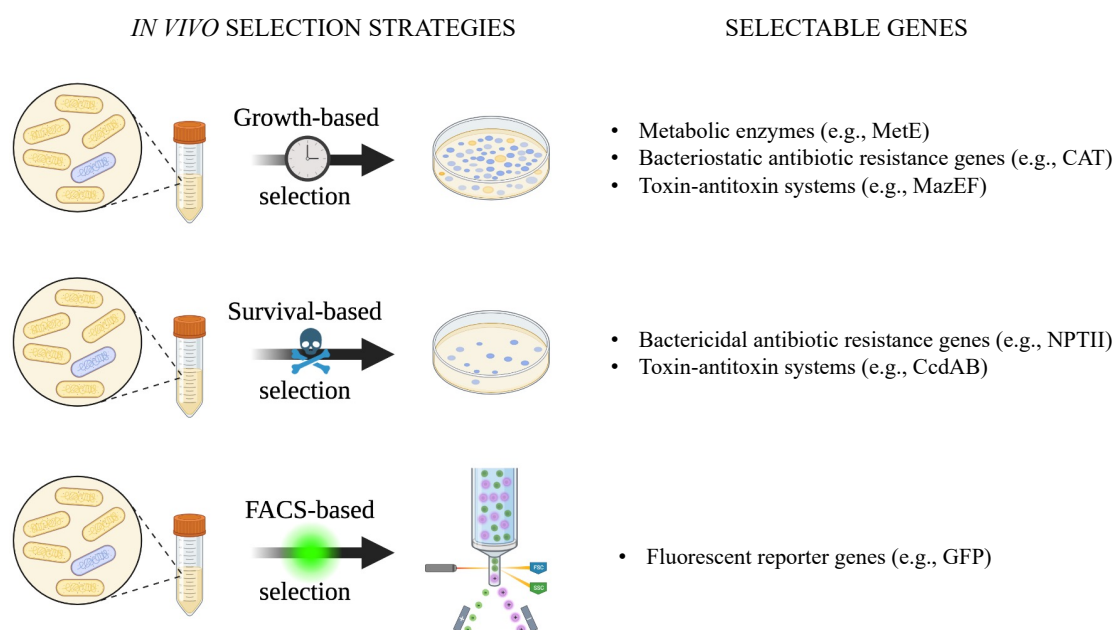 IN VIVO SELECTION STRATEGIES
SELECTABLE GENES
Growth-based
selection
• Metabolic enzymes (e.g., MetE)
• Bacteriostatic antibiotic resistance genes (e.g., CAT)
• Toxin-antitoxin systems (e.g., MazEF)
Survival-based
selection
• Bactericidal antibiotic resistance genes (e.g., NPTII)
• Toxin-antitoxin systems (e.g., CcdAB)
FACS-based
selection
FSC
SSC
• Fluorescent reporter genes (e.g., GFP)